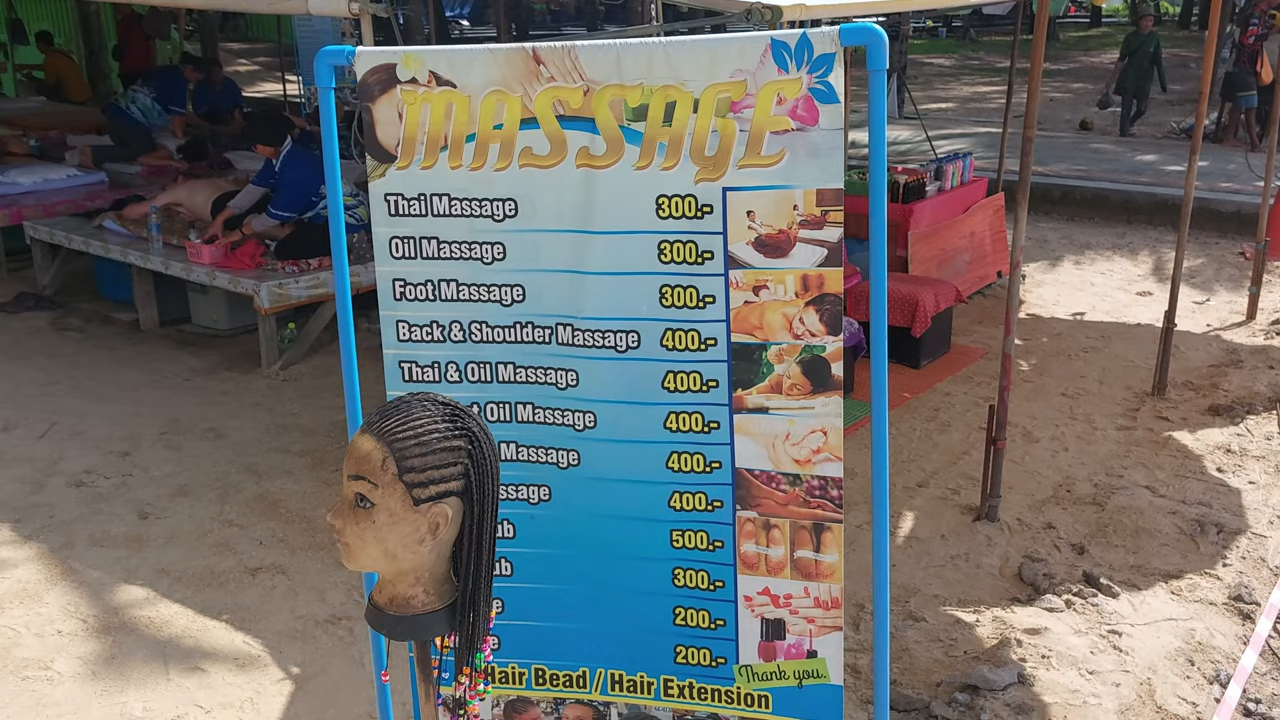 MASSAGE
Thai Massage 300.-
Oil Massage 300.-
Foot Massage 300.-
Back & Shoulder Massage 400.-
Thai & Oil Massage 400.-
Oil Massage 400.-
Massage 400.-
ssage 400.-
ub 500.-
ub 300.-
e 200.-
e 200.-
Thank you.
Hair Bead / Hair Extension